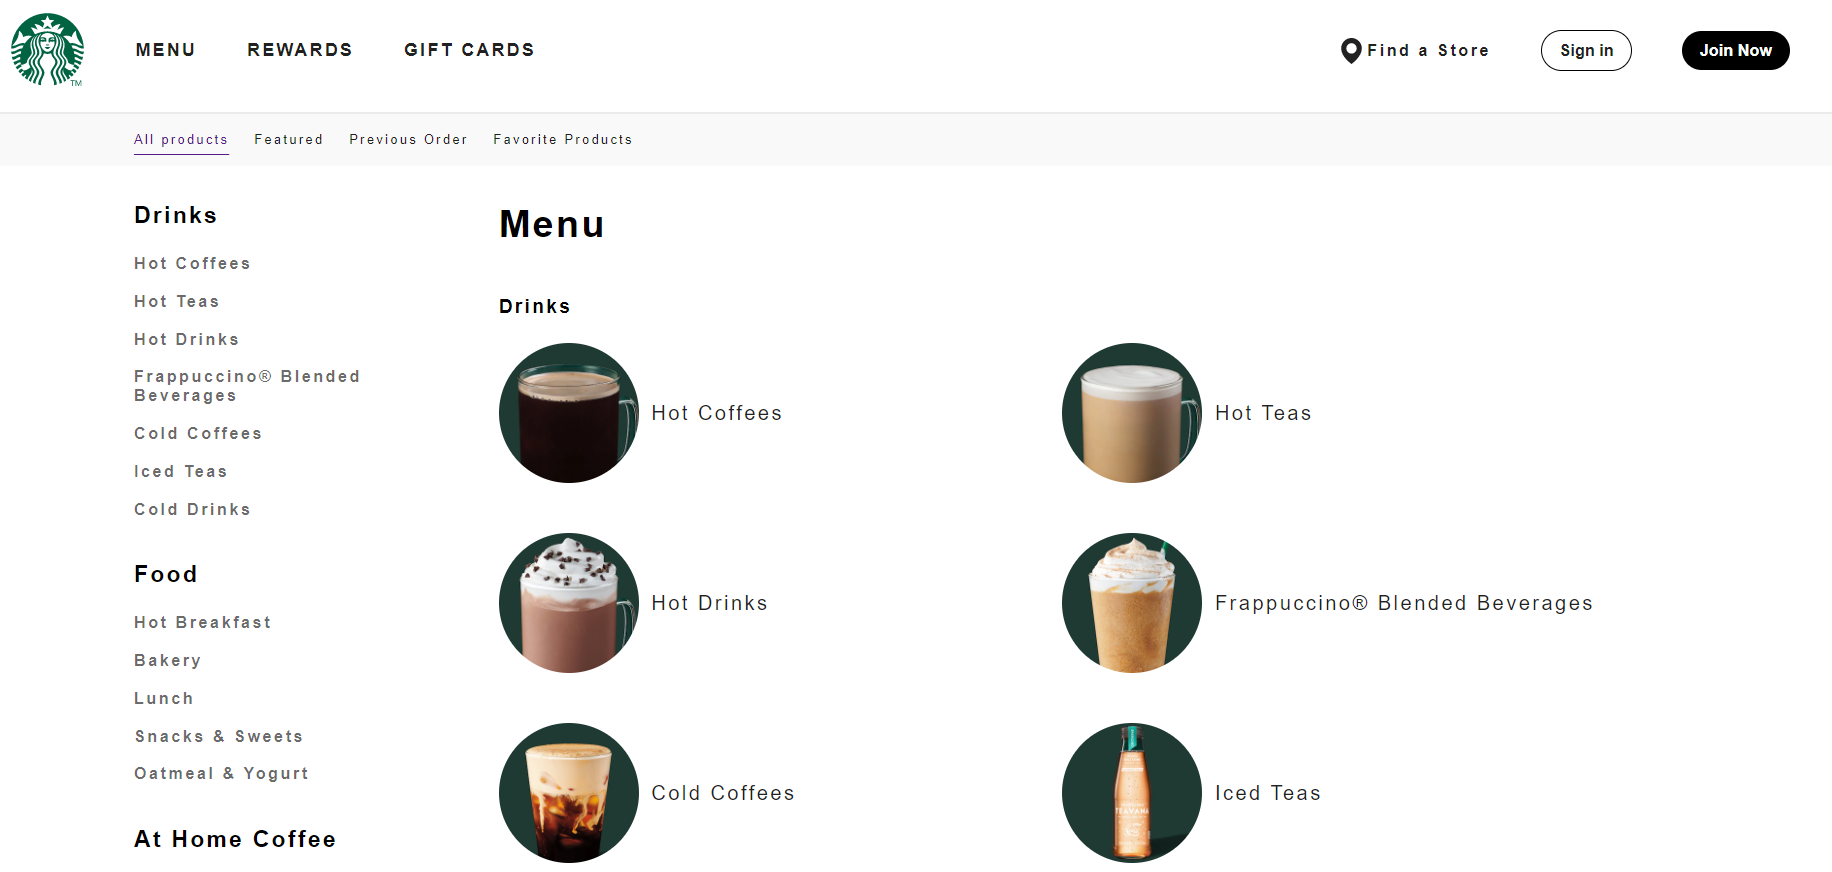 TM
MENU
REWARDS
GIFT CARDS
Find a Store
Sign in
Join Now
All products
Featured
Previous Order
Favorite Products
Drinks
Hot Coffees
Hot Teas
Hot Drinks
Frappuccino® Blended
Beverages
Cold Coffees
Iced Teas
Cold Drinks
Food
Hot Breakfast
Bakery
Lunch
Snacks & Sweets
Oatmeal & Yogurt
At Home Coffee
Menu
Drinks
Hot Coffees
Hot Teas
Hot Drinks
Frappuccino® Blended Beverages
Cold Coffees
Iced Teas
TEAVANA